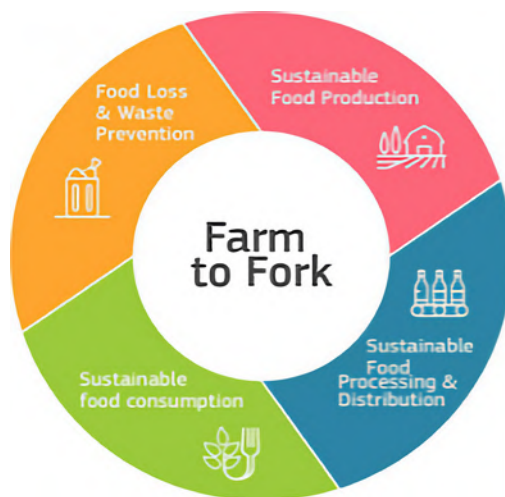 Food Loss
& Waste
Prevention
Sustainable
Food Production
Farm
to Fork
Sustainable
Food
Processing &
Distribution
Sustainable
food consumption